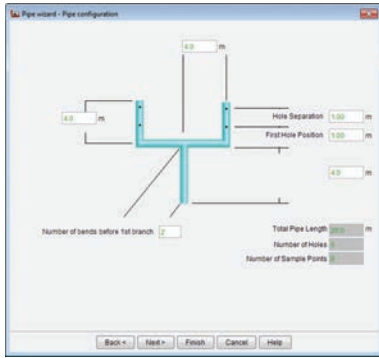 Pipe wizard - Pipe configuration
4.0 m
4.0 m
Hole Separation 1.00 m
First Hole Position 1.00 m
4.0 m
Number of bends before 1st branch 2
Total Pipe Length m
Number of Holes
Number of Sample Points
Back < Next > Finish Cancel Help